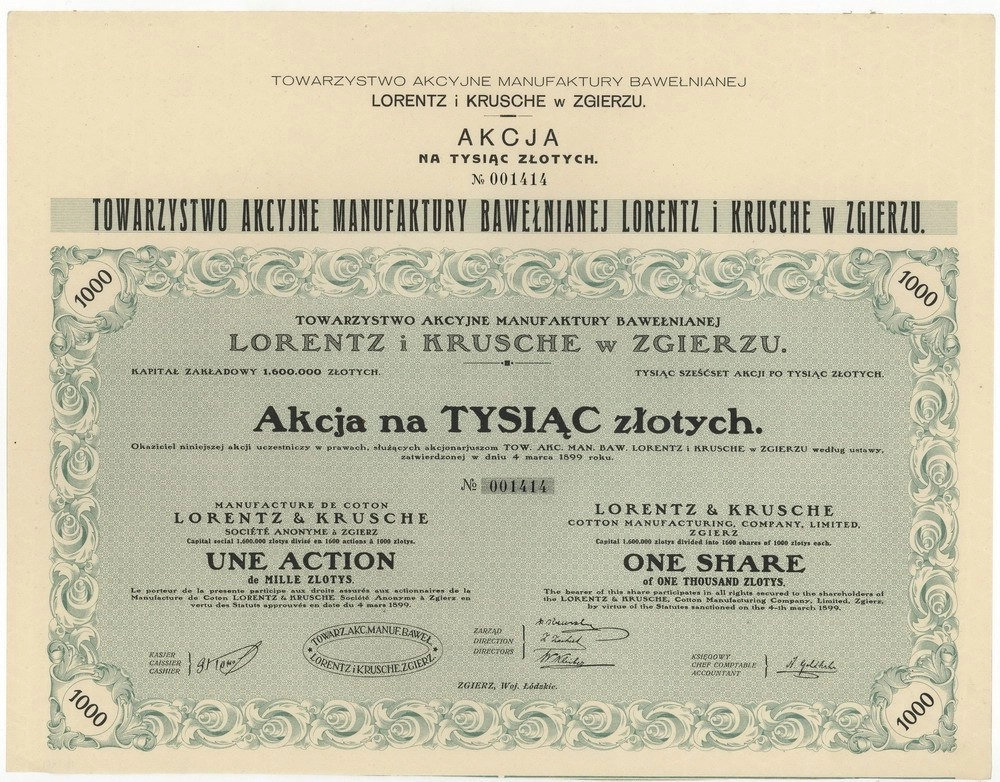 TOWARZYSTWO AKCYJNE MANUFAKTURY BAWEŁNIANEJ
LORENTZ i KRUSCHE w ZGIERZU.
AKCJA
NA TYSIĄC ZŁOTYCH.
№ 001414
TOWARZYSTWO AKCYJNE MANUFAKTURY BAWEŁNIANEJ LORENTZ i KRUSCHE w ZGIERZU.
1000
1000
TOWARZYSTWO AKCYJNE MANUFAKTURY BAWEŁNIANEJ
LORENTZ i KRUSCHE w ZGIERZU.
KAPITAŁ ZAKŁADOWY 1.600.000 ZŁOTYCH.
TYSIĄC SZEŚĆSET AKCJI PO TYSIĄC ZŁOTYCH.
Akcja na TYSIĄC złotych.
Okaziciel niniejszej akcji uczestniczy w prawach, służących akcjonarjuszom TOW. AKC. MAN. BAW. LORENTZ i KRUSCHE w ZGIERZU według ustawy,
zatwierdzonej w dniu 4 marca 1899 roku.
№ 001414
MANUFACTURE DE COTON
LORENTZ & KRUSCHE
SOCIÉTÉ ANONYME à ZGIERZ
Capital social 1,600.000 zlotys divisé en 1600 actions à 1000 zlotys.
UNE ACTION
de MILLE ZLOTYS.
Le porteur de la presente participe aux droits assurés aux actionnaires de la
Manufacture de Coton LORENTZ & KRUSCHE Société Anonyme à Zgierz en
vertu des Statuts approuvés en date du 4 mars 1899.
LORENTZ & KRUSCHE
COTTON MANUFACTURING, COMPANY, LIMITED,
ZGIERZ
Capital 1,600.000 zlotys divided into 1600 shares of 1000 zlotys each.
ONE SHARE
of ONE THOUSAND ZLOTYS.
The bearer of this share participates in all rights secured to the shareholders of
the LORENTZ & KRUSCHE, Cotton Manufacturing Company, Limited, Zgierz,
by virtue of the Statutes sanctioned on the 4-th march 1899.
KASJER
CAISSIER
CASHIER
TOWARZ. AKC. MANUF. BAWEŁ.
LORENTZ i KRUSCHE, ZGIERZ.
ZARZĄD
DIRECTION
DIRECTORS
KSIĘGOWY
CHEF COMPTABLE
ACCOUNTANT
ZGIERZ, Woj. Łódzkie.
1000
1000